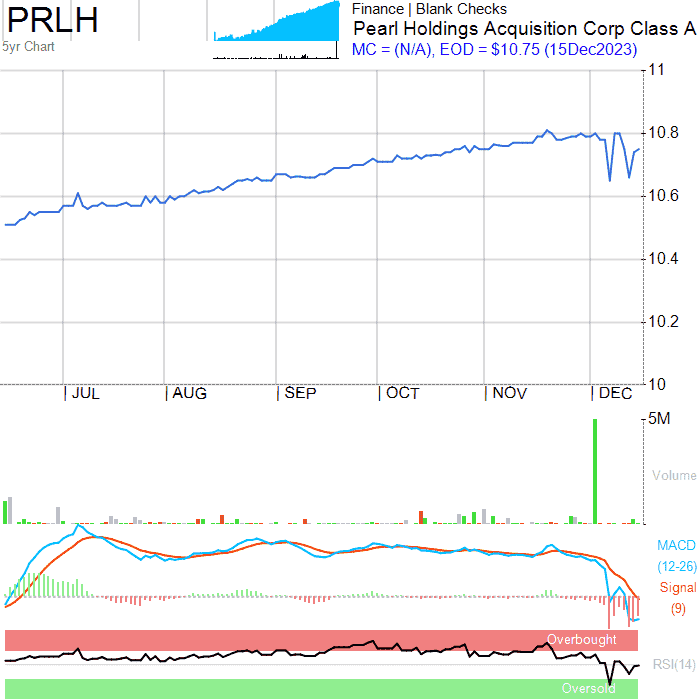 PRLH
5yr Chart
Finance | Blank Checks
Pearl Holdings Acquisition Corp Class A
MC = (N/A), EOD = $10.75 (15Dec2023)
11
10.8
10.6
10.4
10.2
10
JUL AUG SEP OCT NOV DEC
5M
Volume
MACD
(12-26)
Signal
(9)
Overbought
RSI(14)
Oversold